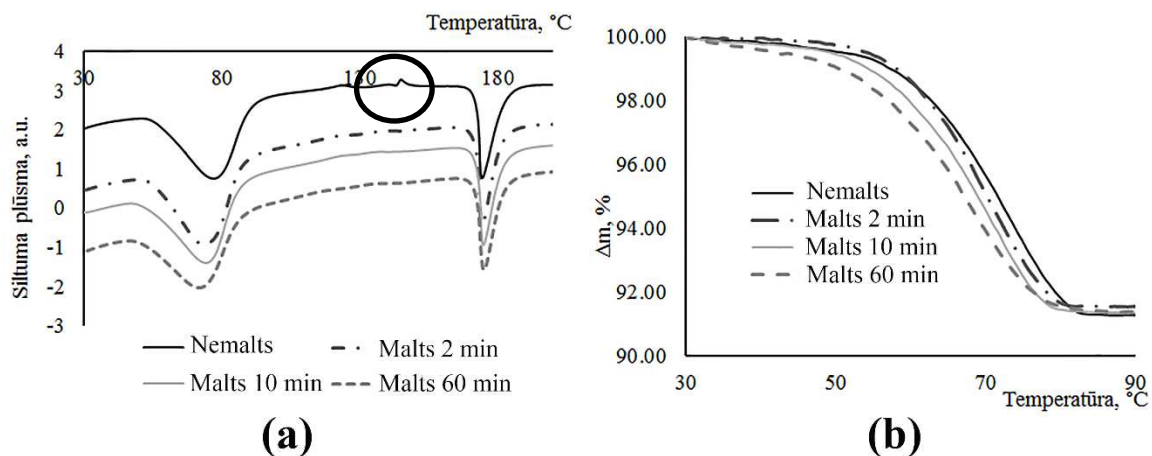 Temperatūra, °C
4
3
2
1
0
-1
-2
-3
30
80
130
180
Siltuma plūsma, a.u.
Nemalts
Malts 2 min
Malts 10 min
Malts 60 min
(a)
100.00
98.00
96.00
94.00
92.00
90.00
Δm, %
Nemalts
Malts 2 min
Malts 10 min
Malts 60 min
30
50
70
90
Temperatūra, °C
(b)